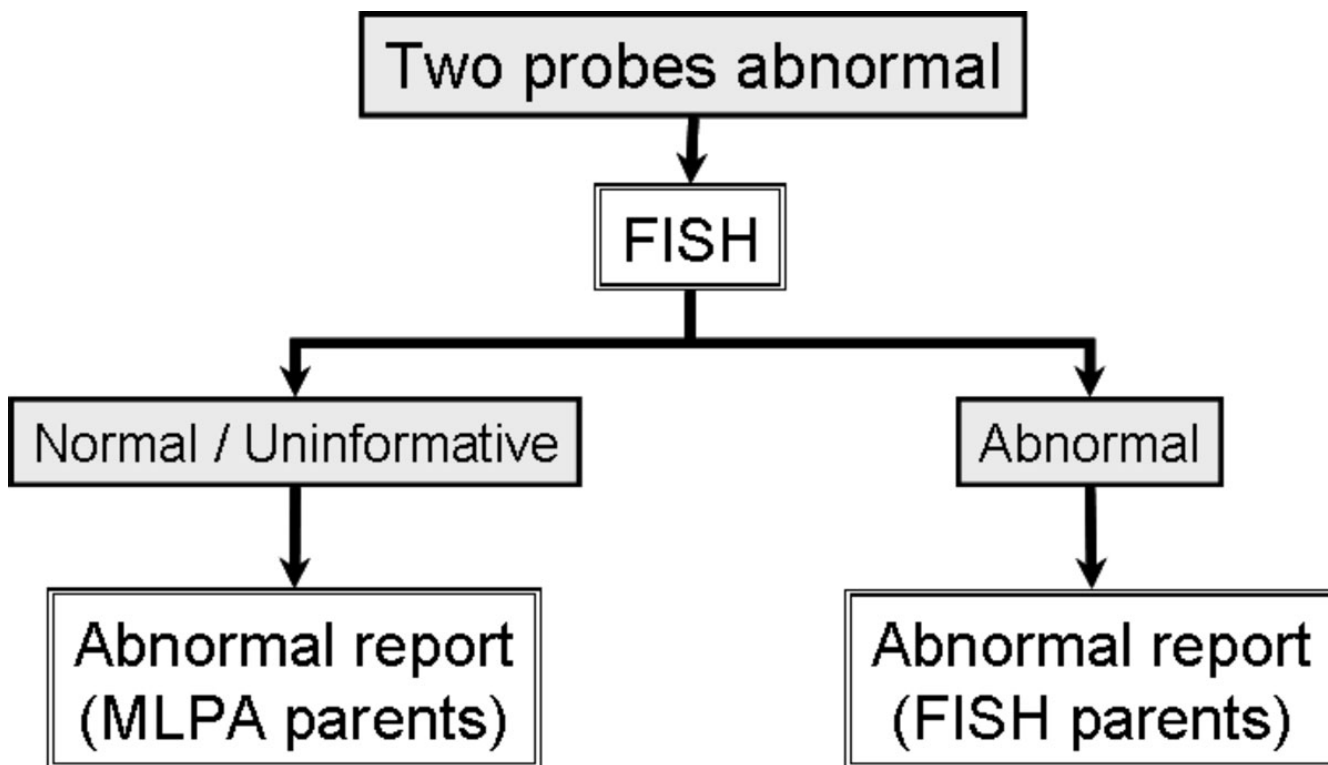 Two probes abnormal
FISH
Normal / Uninformative
Abnormal
Abnormal report
(MLPA parents)
Abnormal report
(FISH parents)